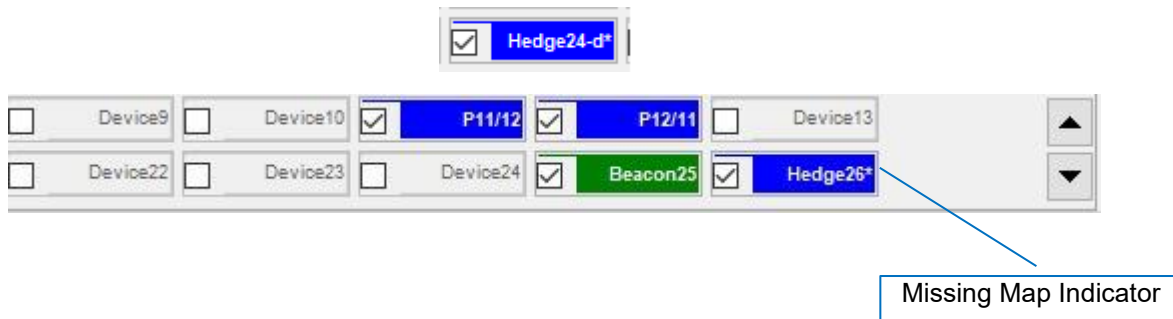 Hedge24-d*
Device9 Device10 P11/12 P12/11 Device13
Device22 Device23 Device24 Beacon25 Hedge26*
Missing Map Indicator